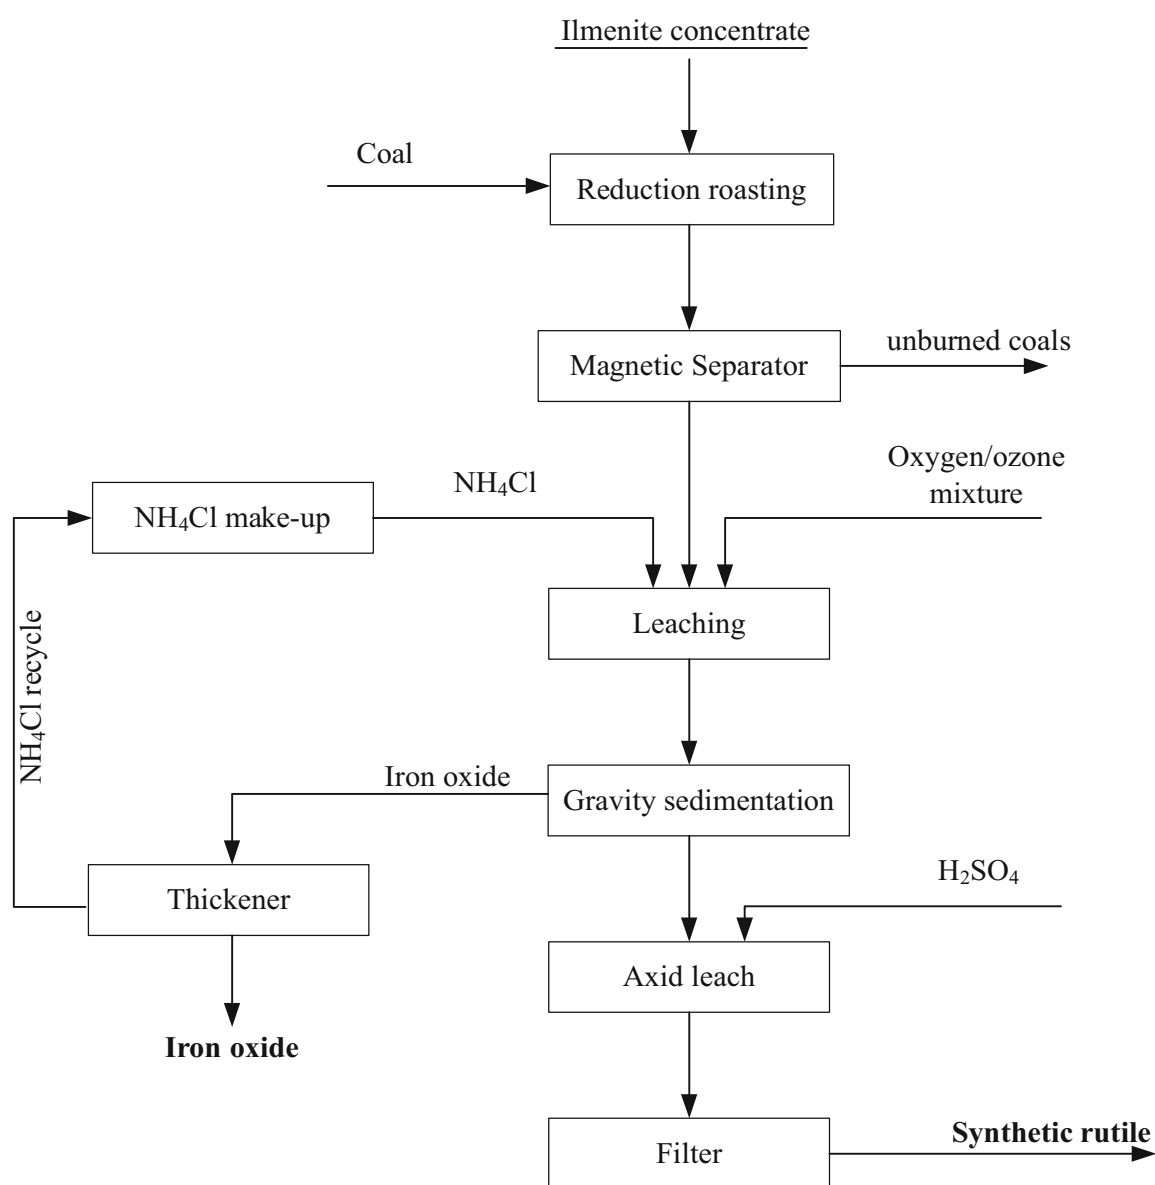 Ilmenite concentrate
Coal
Reduction roasting
Magnetic Separator
unburned coals
Oxygen/ozone
mixture
NH₄Cl
NH₄Cl make-up
Leaching
NH₄Cl recycle
Iron oxide
Gravity sedimentation
H₂SO₄
Thickener
Axid leach
Iron oxide
Synthetic rutile
Filter